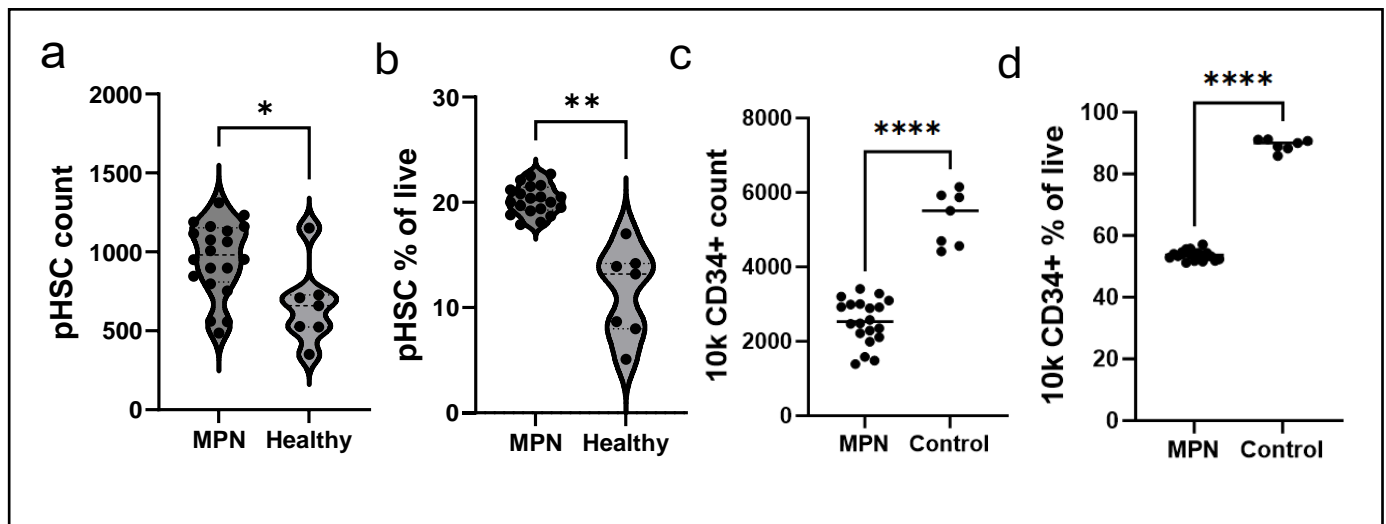 a
pHSC count
2000
1500
1000
500
0
*
MPN Healthy
b
pHSC % of live
30
20
10
0
**
MPN Healthy
c
10k CD34+ count
8000
6000
4000
2000
0
****
MPN Control
d
10k CD34+ % of live
100
80
60
40
20
0
****
MPN Control